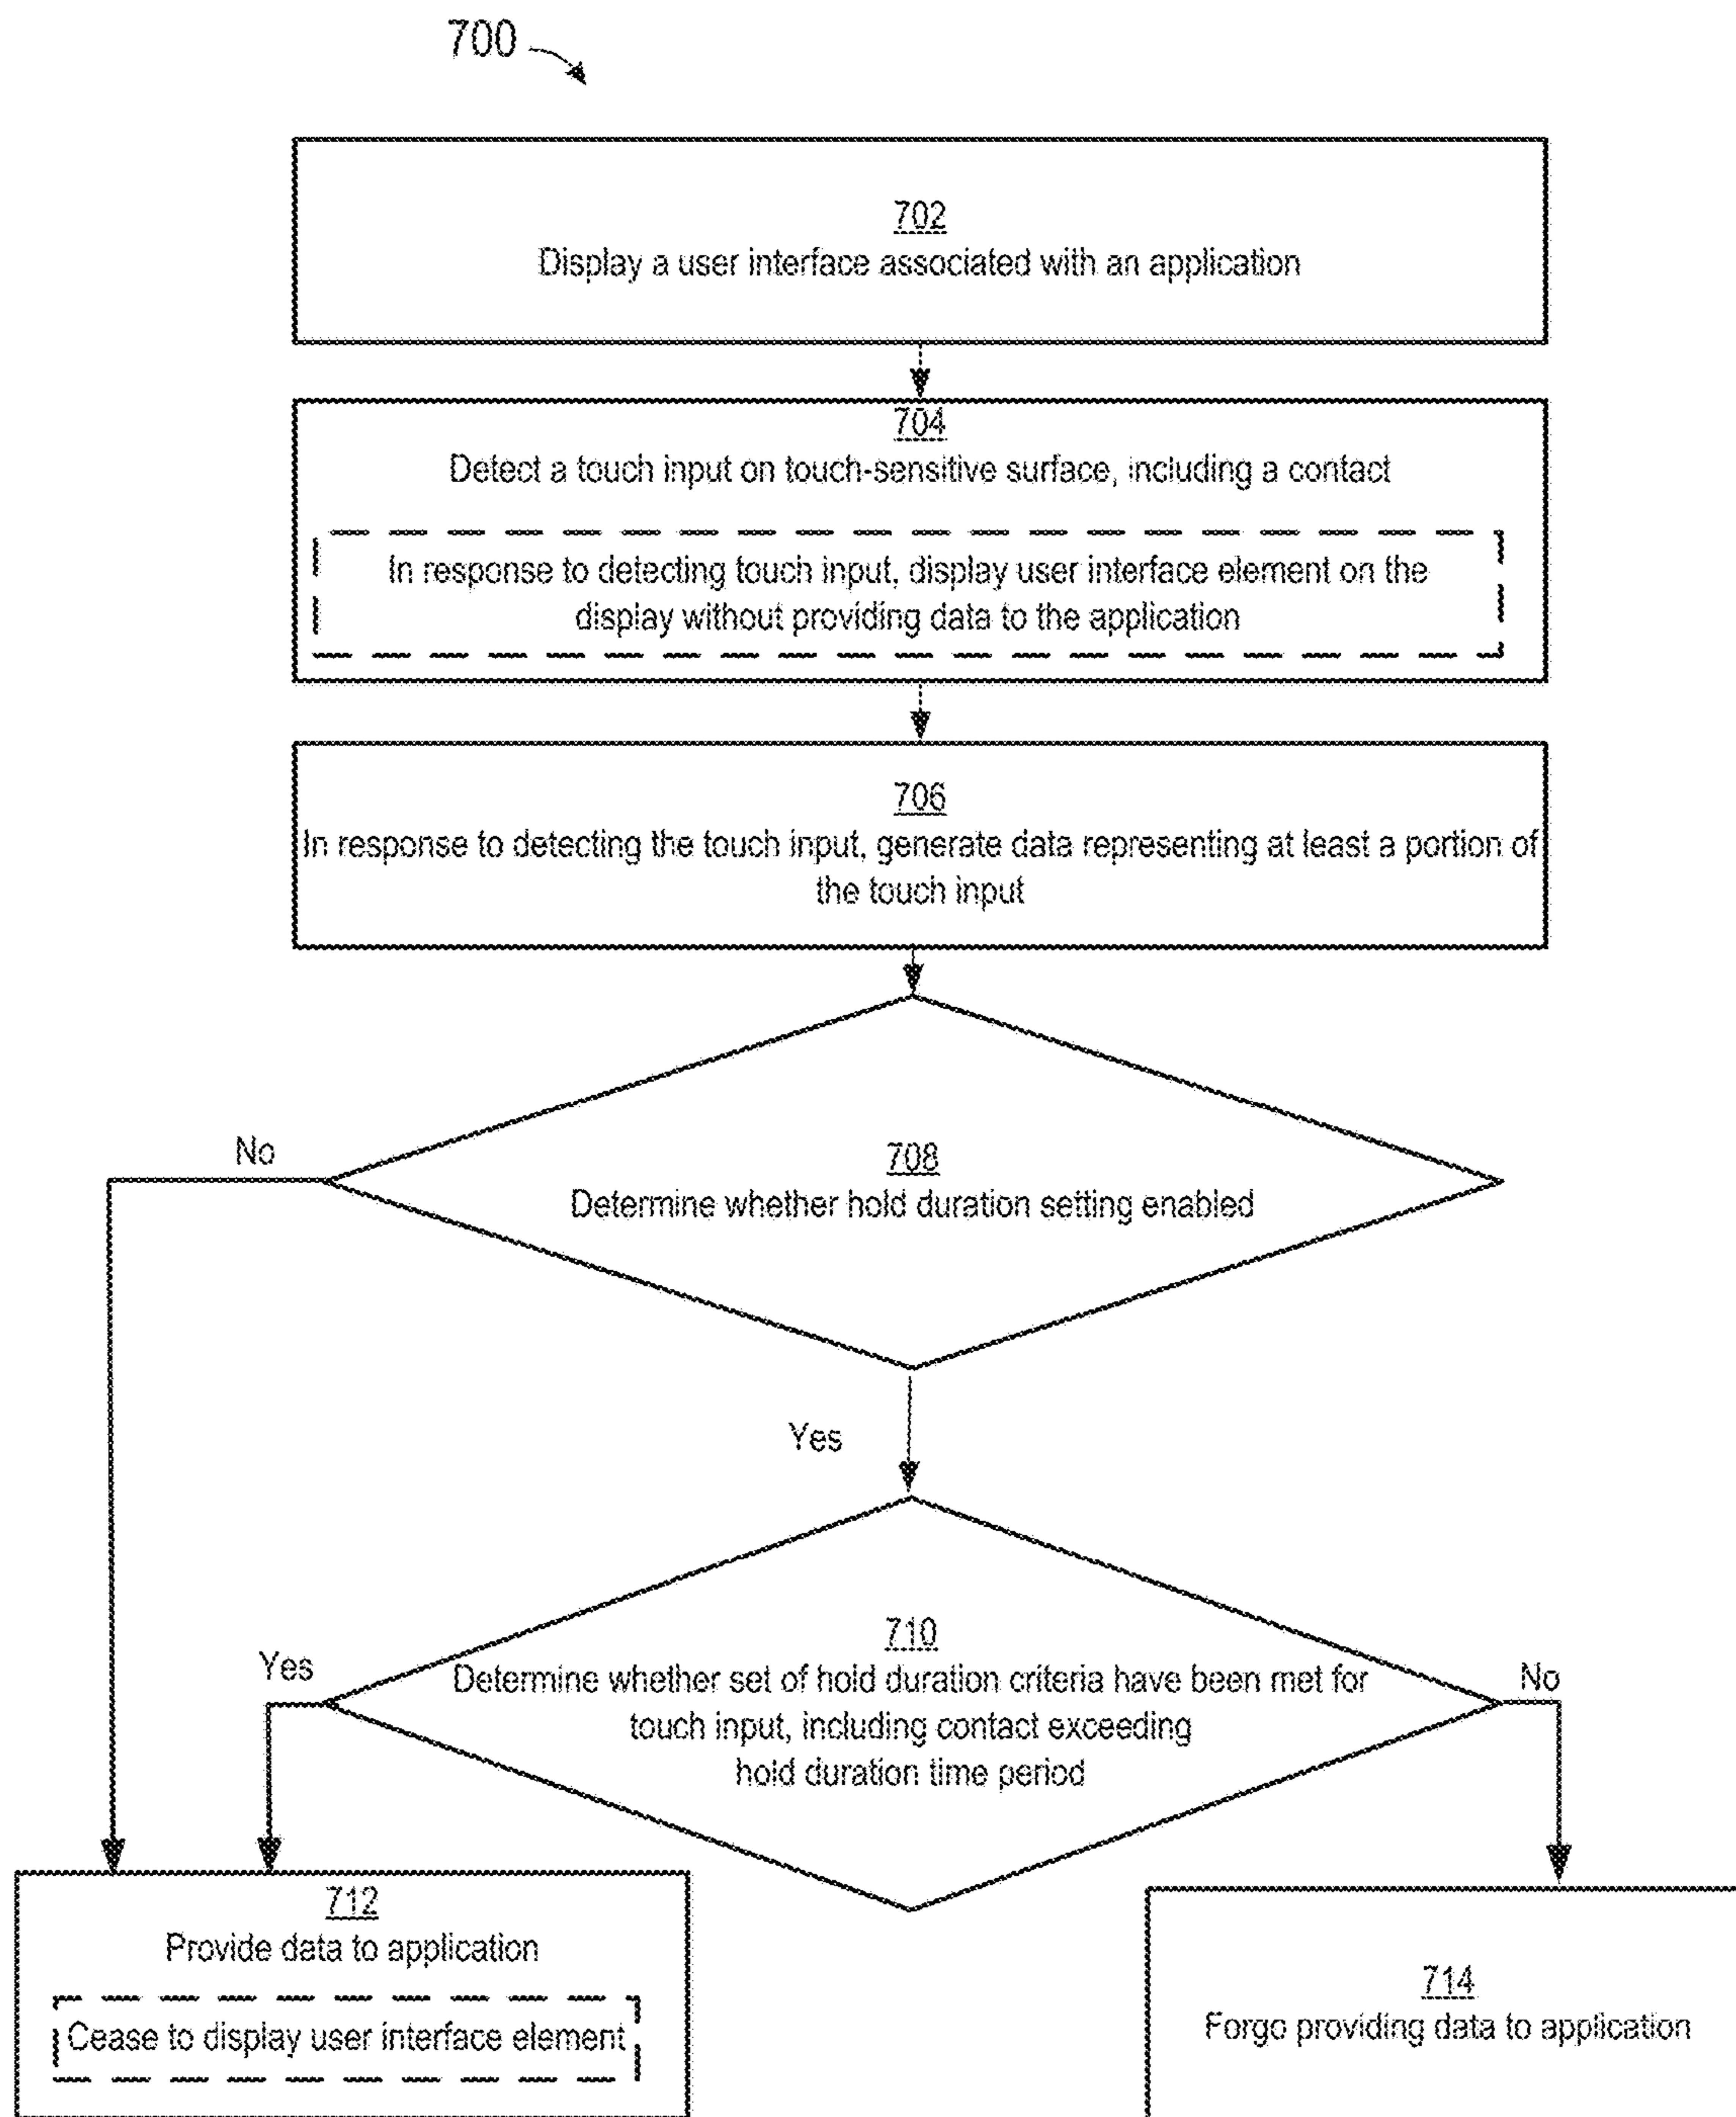 700
702
Display a user interface associated with an application
704
Detect a touch input on touch-sensitive surface, including a contact
In response to detecting touch input, display user interface element on the
display without providing data to the application
706
In response to detecting the touch input, generate data representing at least a portion of
the touch input
708
Determine whether hold duration setting enabled
No
Yes
710
Determine whether set of hold duration criteria have been met for
touch input, including contact exceeding
hold duration time period
Yes
No
712
Provide data to application
Cease to display user interface element
714
Forgo providing data to application